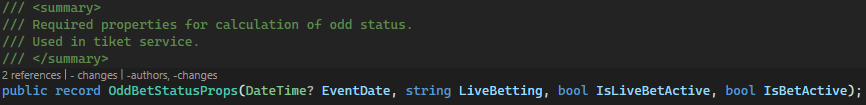 /// <summary>
/// Required properties for calculation of odd status.
/// Used in tiket service.
/// </summary>
2 references | - changes | -authors, -changes
public record OddBetStatusProps(DateTime? EventDate, string LiveBetting, bool IsLiveBetActive, bool IsBetActive);